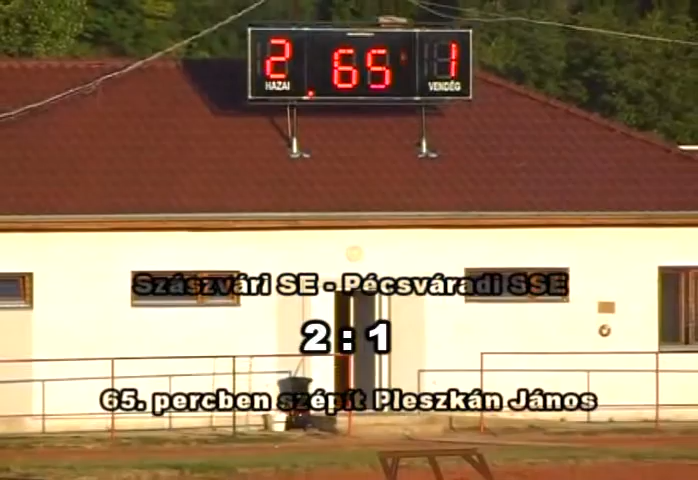 2 65 1
HAZAI VENDÉG
Szászvári SE - Pécsváradi SSE
2 : 1
65. percben szépít Pleszkán János